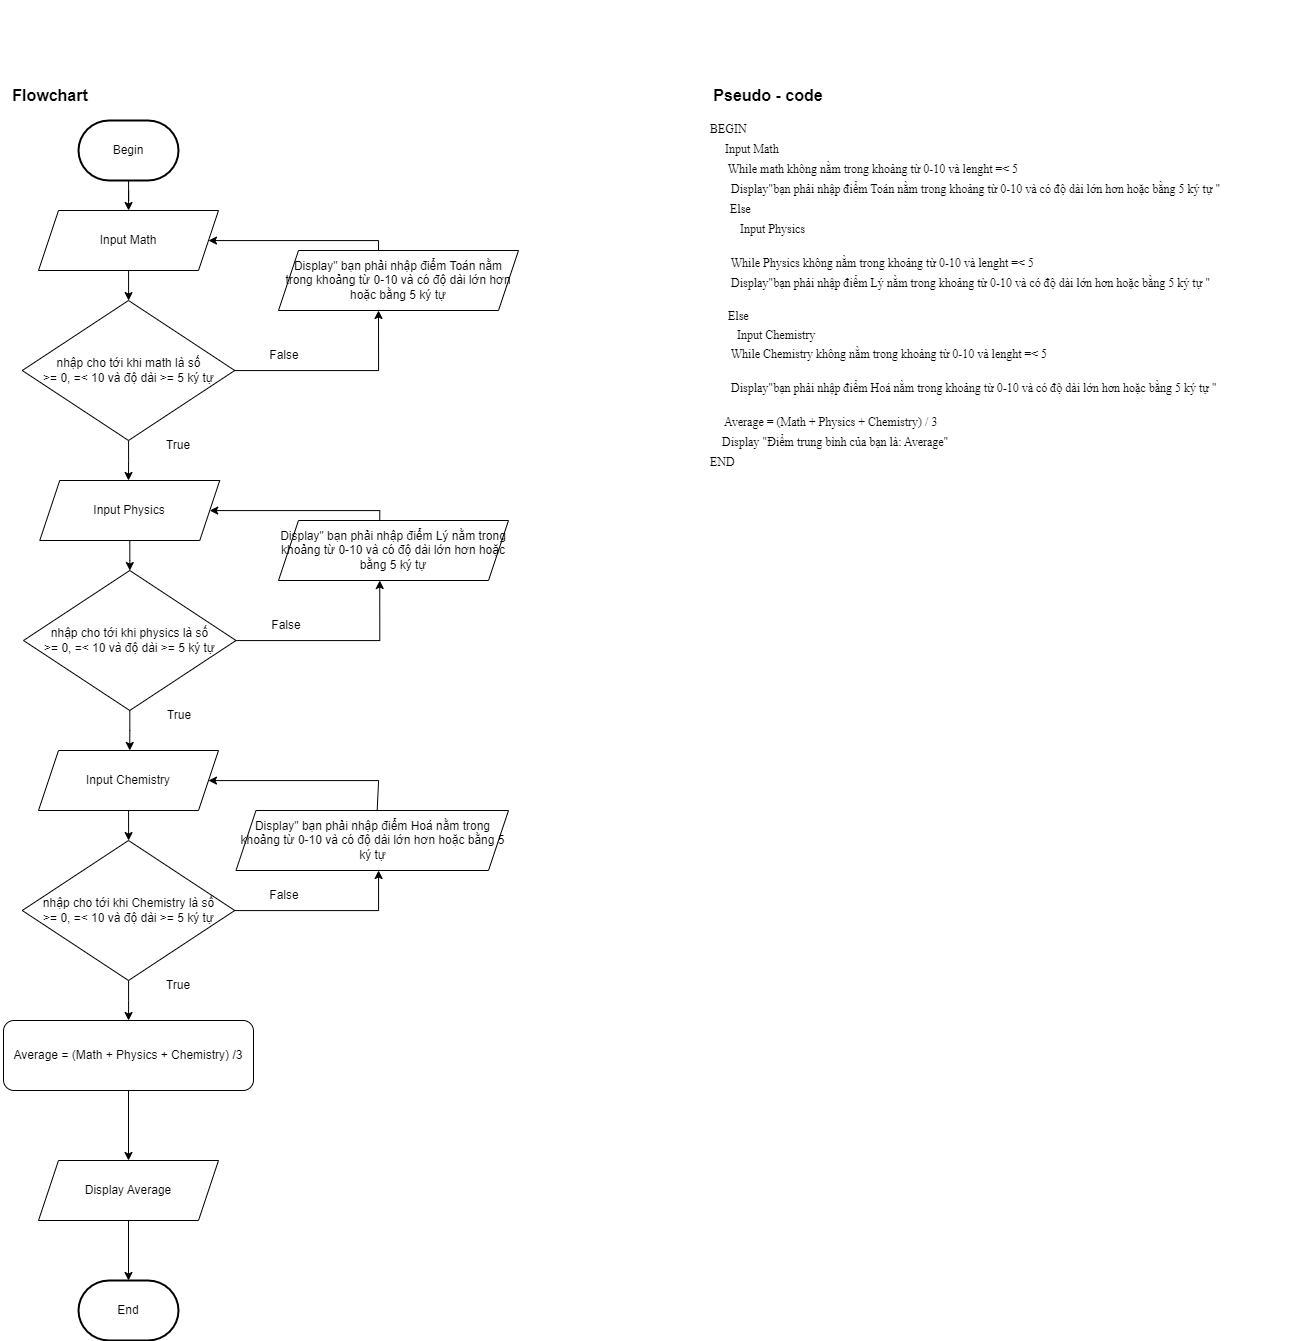 Flowchart
Begin
Input Math
Display" bạn phải nhập điểm Toán nằm
trong khoảng từ 0-10 và có độ dài lớn hơn
hoặc bằng 5 ký tự
nhập cho tới khi math là số
>= 0, =< 10 và độ dài >= 5 ký tự
False
True
Input Physics
Display" bạn phải nhập điểm Lý nằm trong
khoảng từ 0-10 và có độ dài lớn hơn hoặc
bằng 5 ký tự
nhập cho tới khi physics là số
>= 0, =< 10 và độ dài >= 5 ký tự
False
True
Input Chemistry
Display" bạn phải nhập điểm Hoá nằm trong
khoảng từ 0-10 và có độ dài lớn hơn hoặc bằng 5
ký tự
nhập cho tới khi Chemistry là số
>= 0, =< 10 và độ dài >= 5 ký tự
False
True
Average = (Math + Physics + Chemistry) /3
Display Average
End
Pseudo - code
BEGIN
Input Math
While math không nằm trong khoảng từ 0-10 và lenght =< 5
Display"bạn phải nhập điểm Toán nằm trong khoảng từ 0-10 và có độ dài lớn hơn hoặc bằng 5 ký tự "
Else
Input Physics
While Physics không nằm trong khoảng từ 0-10 và lenght =< 5
Display"bạn phải nhập điểm Lý nằm trong khoảng từ 0-10 và có độ dài lớn hơn hoặc bằng 5 ký tự "
Else
Input Chemistry
While Chemistry không nằm trong khoảng từ 0-10 và lenght =< 5
Display"bạn phải nhập điểm Hoá nằm trong khoảng từ 0-10 và có độ dài lớn hơn hoặc bằng 5 ký tự "
Average = (Math + Physics + Chemistry) / 3
Display "Điểm trung bình của bạn là: Average"
END